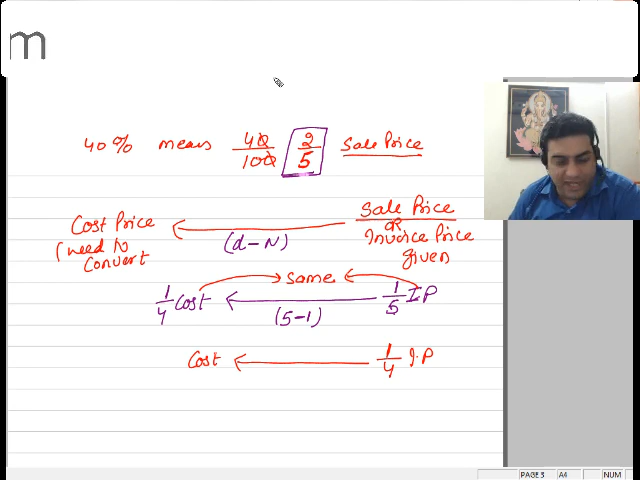 m
40% means 40/100 2/5 Sale Price
Cost Price
(need to
convert
(d-N)
Sale Price
or
Invoice Price
given
1/4 Cost
same
(5-1)
1/5 I.P
Cost
1/4 I.P
PAGE 3 A4 NUM